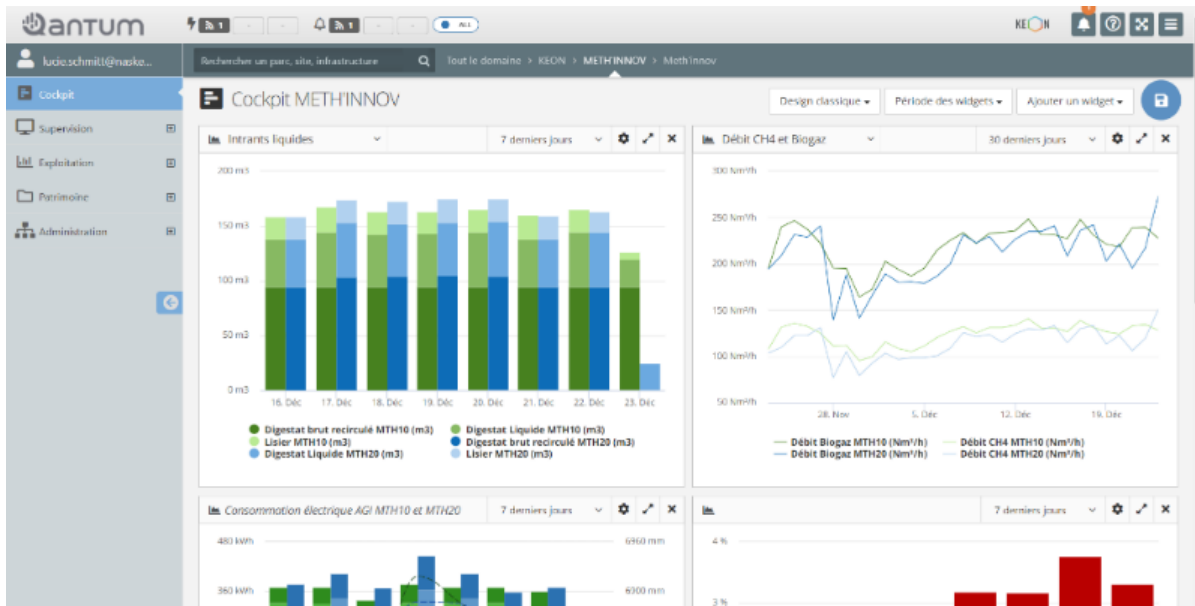 Qantum
1 - - 1 - - ALL
KEON
lucie.schmitt@naske...
Rechercher un parc, site, infrastructure
Tout le domaine > KEON > METH'INNOV > Meth'innov
Cockpit
Supervision
Exploitation
Patrimoine
Administration
Cockpit METH'INNOV
Design classique
Période des widgets
Ajouter un widget
Intrants liquides
7 derniers jours
200 m3
150 m3
100 m3
50 m3
0 m3
16. Déc 17. Déc 18. Déc 19. Déc 20. Déc 21. Déc 22. Déc 23. Déc
Digestat brut recirculé MTH10 (m3) Digestat Liquide MTH10 (m3)
Lisier MTH10 (m3) Digestat brut recirculé MTH20 (m3)
Digestat Liquide MTH20 (m3) Lisier MTH20 (m3)
Débit CH4 et Biogaz
30 derniers jours
300 Nm³/h
250 Nm³/h
200 Nm³/h
150 Nm³/h
100 Nm³/h
50 Nm³/h
28. Nov 5. Déc 12. Déc 19. Déc
Débit Biogaz MTH10 (Nm³/h) Débit CH4 MTH10 (Nm³/h)
Débit Biogaz MTH20 (Nm³/h) Débit CH4 MTH20 (Nm³/h)
Consommation électrique AGI MTH10 et MTH20
7 derniers jours
480 kWh 6960 mm
360 kWh 6900 mm
7 derniers jours
4 %
3 %